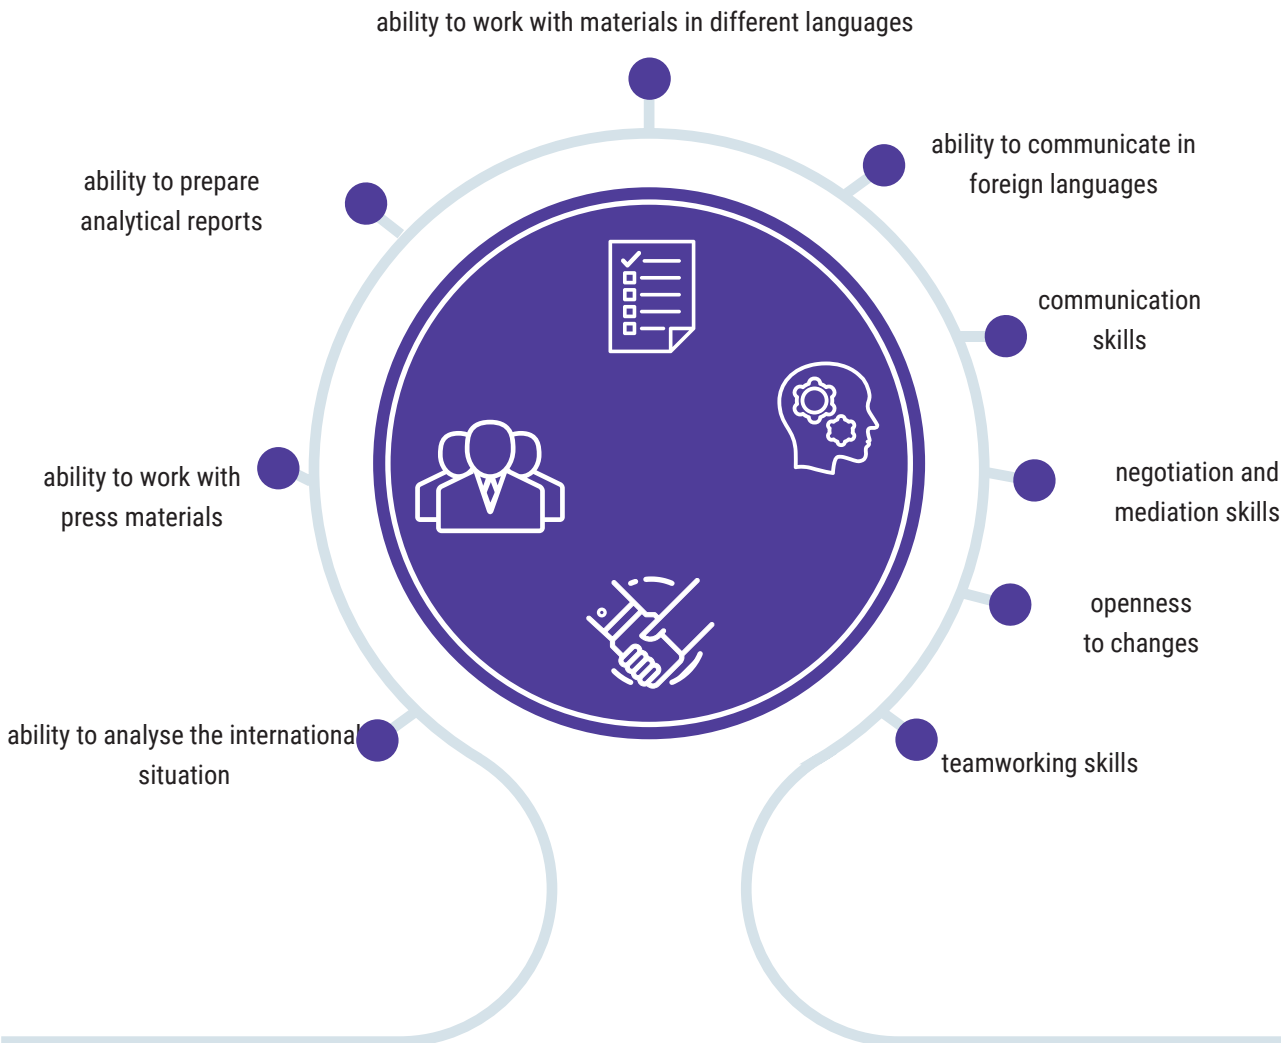 ability to work with materials in different languages
ability to communicate in
foreign languages
ability to prepare
analytical reports
communication
skills
ability to work with
press materials
negotiation and
mediation skills
openness
to changes
ability to analyse the international
situation
teamworking skills